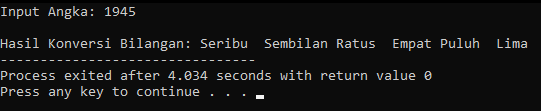 Input Angka: 1945
Hasil Konversi Bilangan: Seribu  Sembilan Ratus  Empat Puluh  Lima
--------------------------------
Process exited after 4.034 seconds with return value 0
Press any key to continue . . .